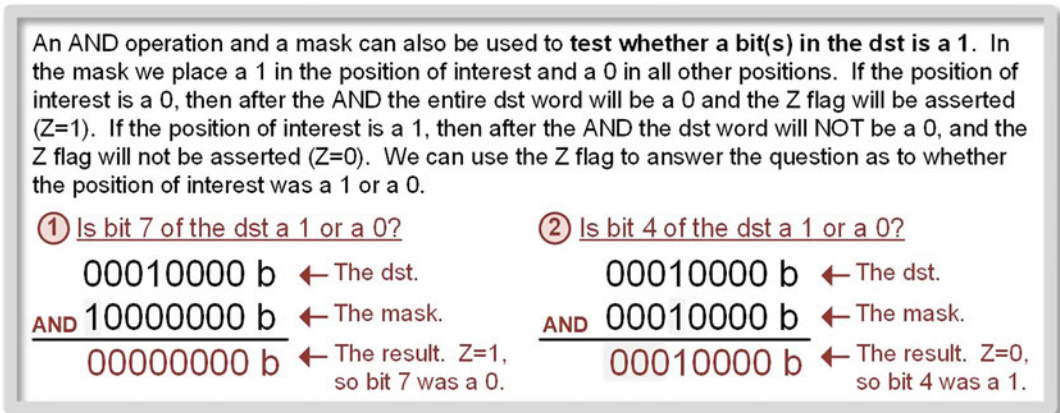 An AND operation and a mask can also be used to test whether a bit(s) in the dst is a 1. In
the mask we place a 1 in the position of interest and a 0 in all other positions. If the position of
interest is a 0, then after the AND the entire dst word will be a 0 and the Z flag will be asserted
(Z=1). If the position of interest is a 1, then after the AND the dst word will NOT be a 0, and the
Z flag will not be asserted (Z=0). We can use the Z flag to answer the question as to whether
the position of interest was a 1 or a 0.
1 Is bit 7 of the dst a 1 or a 0?
00010000 b ← The dst.
AND 10000000 b ← The mask.
00000000 b ← The result. Z=1,
so bit 7 was a 0.
2 Is bit 4 of the dst a 1 or a 0?
00010000 b ← The dst.
AND 00010000 b ← The mask.
00010000 b ← The result. Z=0,
so bit 4 was a 1.